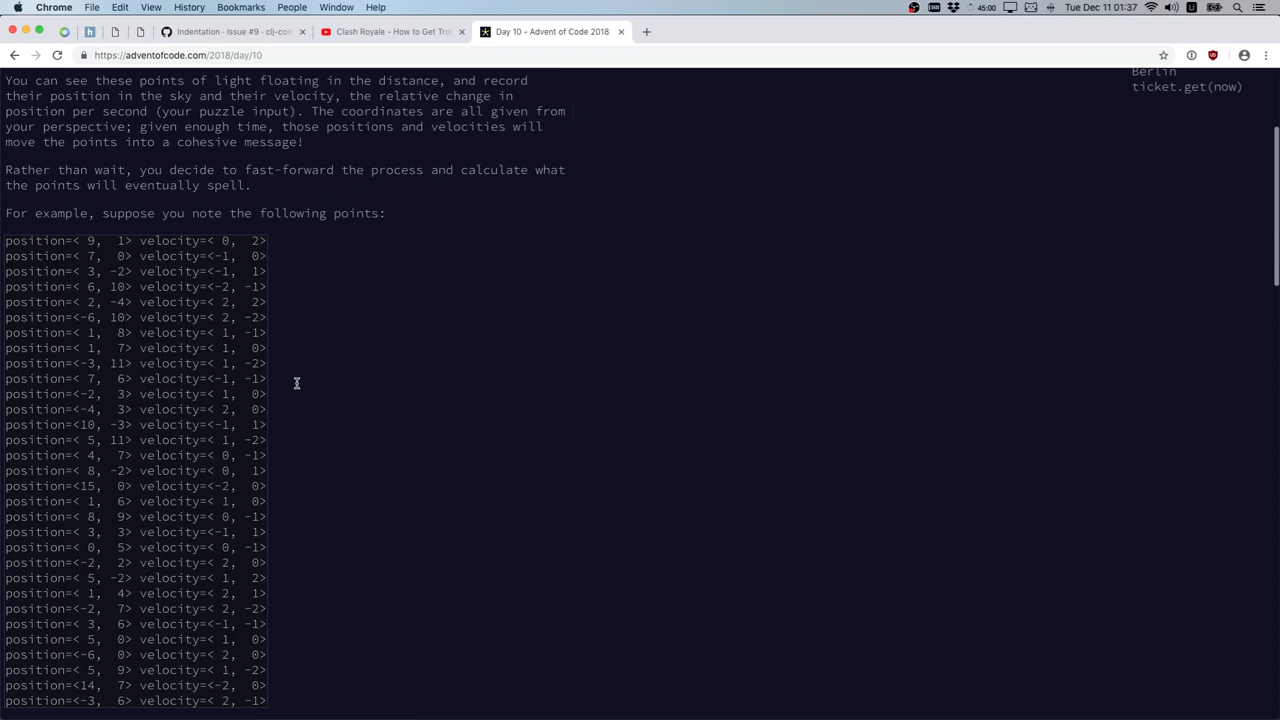 Chrome File Edit View History Bookmarks People Window Help 45:00 U Tue Dec 11 01:37
Indentation · Issue #9 · clj-con
Clash Royale - How to Get Tro
Day 10 - Advent of Code 2018
https://adventofcode.com/2018/day/10
Berlin
ticket.get(now)
You can see these points of light floating in the distance, and record
their position in the sky and their velocity, the relative change in
position per second (your puzzle input). The coordinates are all given from
your perspective; given enough time, those positions and velocities will
move the points into a cohesive message!
Rather than wait, you decide to fast-forward the process and calculate what
the points will eventually spell.
For example, suppose you note the following points:
position=< 9,  1> velocity=< 0,  2>
position=< 7,  0> velocity=<-1,  0>
position=< 3, -2> velocity=<-1,  1>
position=< 6, 10> velocity=<-2, -1>
position=< 2, -4> velocity=< 2,  2>
position=<-6, 10> velocity=< 2, -2>
position=< 1,  8> velocity=< 1, -1>
position=< 1,  7> velocity=< 1,  0>
position=<-3, 11> velocity=< 1, -2>
position=< 7,  6> velocity=<-1, -1>
position=<-2,  3> velocity=< 1,  0>
position=<-4,  3> velocity=< 2,  0>
position=<10, -3> velocity=<-1,  1>
position=< 5, 11> velocity=< 1, -2>
position=< 4,  7> velocity=< 0, -1>
position=< 8, -2> velocity=< 0,  1>
position=<15,  0> velocity=<-2,  0>
position=< 1,  6> velocity=< 1,  0>
position=< 8,  9> velocity=< 0, -1>
position=< 3,  3> velocity=<-1,  1>
position=< 0,  5> velocity=< 0, -1>
position=<-2,  2> velocity=< 2,  0>
position=< 5, -2> velocity=< 1,  2>
position=< 1,  4> velocity=< 2,  1>
position=<-2,  7> velocity=< 2, -2>
position=< 3,  6> velocity=<-1, -1>
position=< 5,  0> velocity=< 1,  0>
position=<-6,  0> velocity=< 2,  0>
position=< 5,  9> velocity=< 1, -2>
position=<14,  7> velocity=<-2,  0>
position=<-3,  6> velocity=< 2, -1>